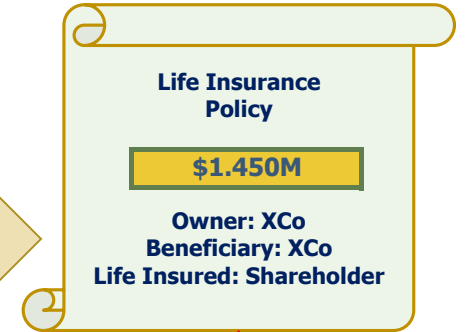 Life Insurance
Policy
$1.450M
Owner: XCo
Beneficiary: XCo
Life Insured: Shareholder